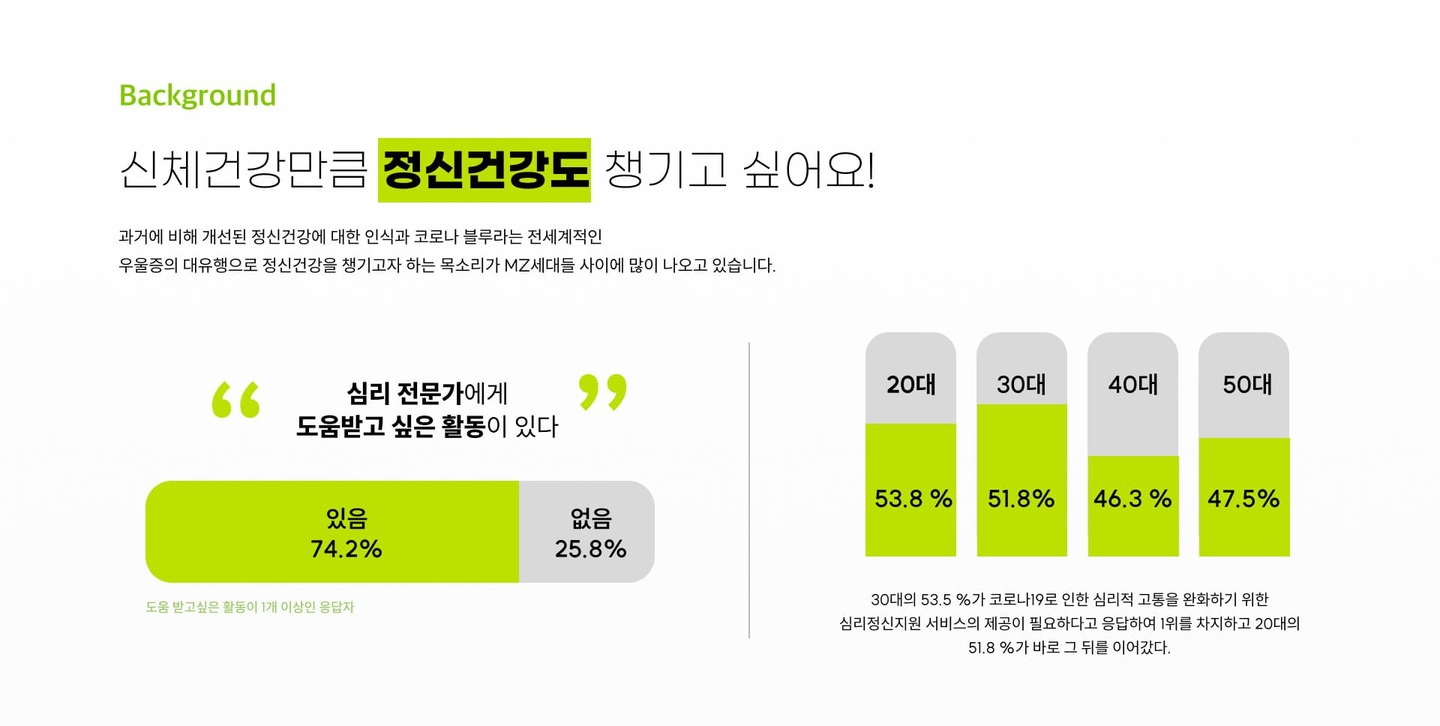 Background
신체건강만큼 정신건강도 챙기고 싶어요!
과거에 비해 개선된 정신건강에 대한 인식과 코로나 블루라는 전세계적인
우울증의 대유행으로 정신건강을 챙기고자 하는 목소리가 MZ세대들 사이에 많이 나오고 있습니다.
“ 심리 전문가에게 ”
도움받고 싶은 활동이 있다
있음 없음
74.2% 25.8%
도움 받고싶은 활동이 1개 이상인 응답자
20대 30대 40대 50대
53.8 % 51.8% 46.3 % 47.5%
30대의 53.5 %가 코로나19로 인한 심리적 고통을 완화하기 위한
심리정신지원 서비스의 제공이 필요하다고 응답하여 1위를 차지하고 20대의
51.8 %가 바로 그 뒤를 이어갔다.